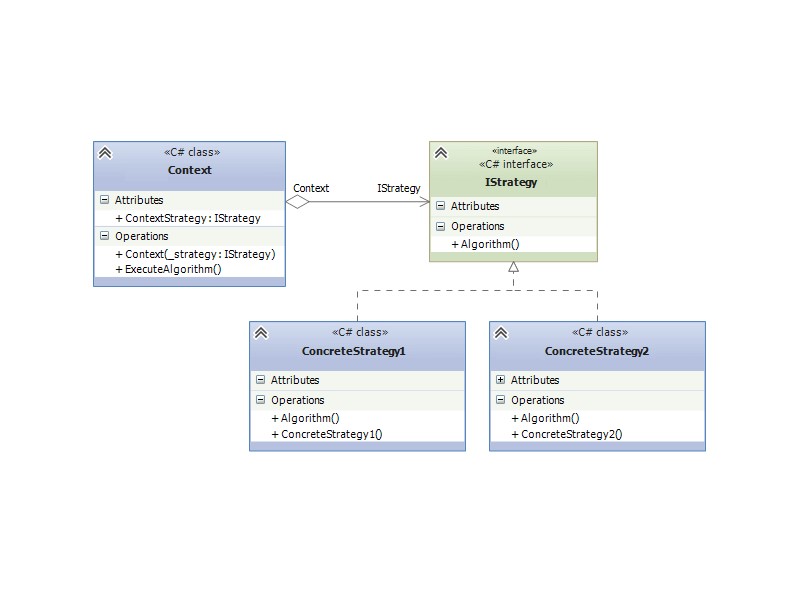 «C# class»
Context
Attributes
+ ContextStrategy : IStrategy
Operations
+ Context(_strategy : IStrategy)
+ ExecuteAlgorithm()
Context
IStrategy
«interface»
«C# interface»
IStrategy
Attributes
Operations
+ Algorithm()
«C# class»
ConcreteStrategy1
Attributes
Operations
+ Algorithm()
+ ConcreteStrategy1()
«C# class»
ConcreteStrategy2
Attributes
Operations
+ Algorithm()
+ ConcreteStrategy2()